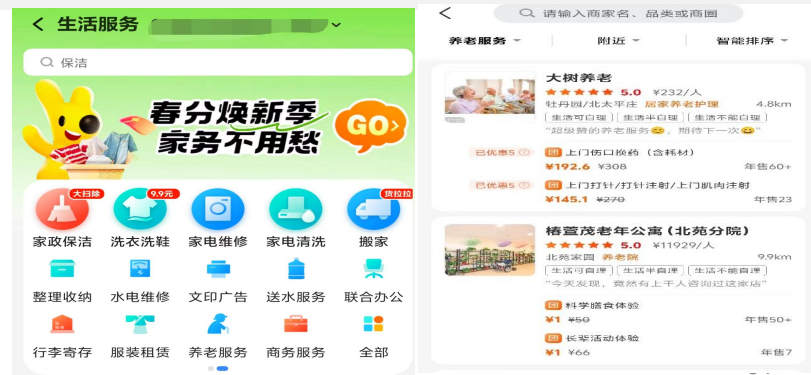 生活服务
保洁
春分焕新季
家务不用愁
GO
大扫除
9.9元
货拉拉
家政保洁 洗衣洗鞋 家电维修 家电清洗 搬家
整理收纳 水电维修 文印广告 送水服务 联合办公
行李寄存 服装租赁 养老服务 商务服务 全部
请输入商家名、品类或商圈
养老服务 附近 智能排序
大树养老
5.0 ¥232/人
牡丹园/北太平庄 居家养老护理 4.8km
生活可自理 生活半自理 生活不能自理
“超级赞的养老服务😊，期待下一次😄”
已优惠5 团 上门伤口换药（含耗材）
¥192.6 ¥308 年售60+
已优惠5 团 上门打针/打针注射/上门肌肉注射
¥145.1 ¥270 年售23
椿萱茂老年公寓（北苑分院）
5.0 ¥11929/人
北苑家园 养老院 9.9km
生活可自理 生活半自理 生活不能自理
“今天发现，竟然有上千人咨询过这家店”
团 科学膳食体验
¥1 ¥50 年售50+
团 长辈活动体验
¥1 ¥66 年售7